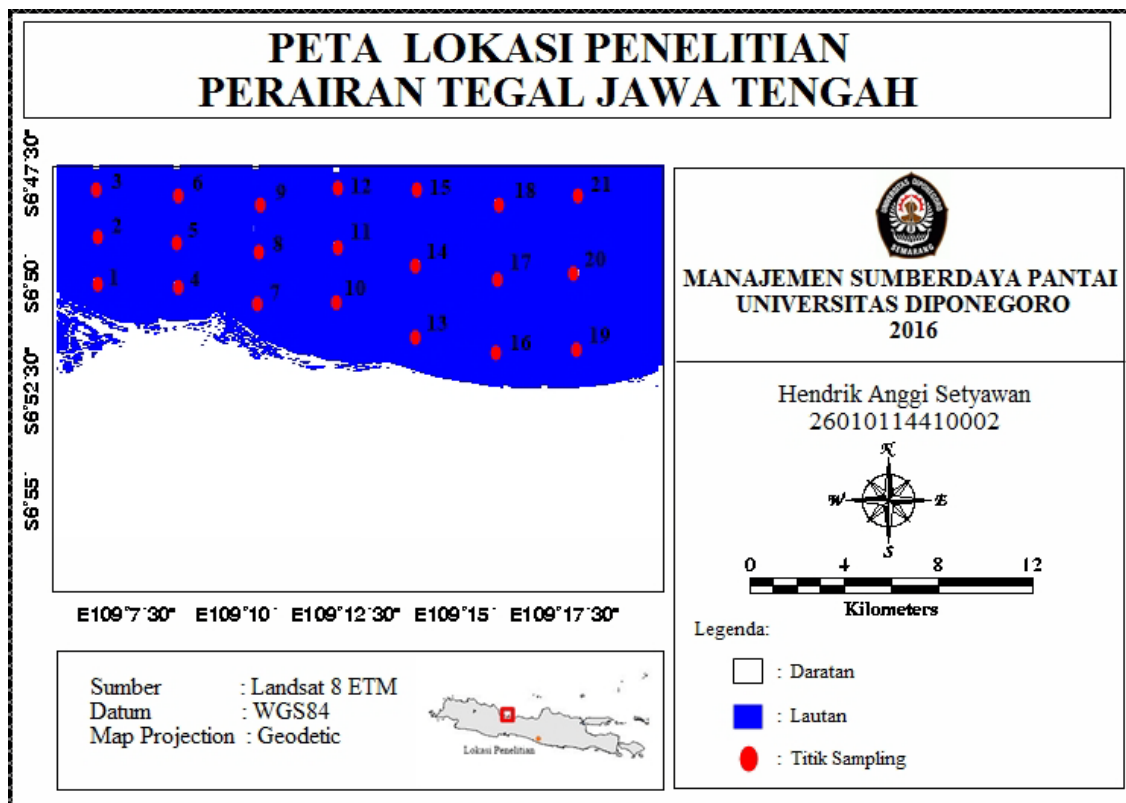 PETA LOKASI PENELITIAN
PERAIRAN TEGAL JAWA TENGAH
S6°47'30"
S6°50'
S6°52'30"
S6°55'
3 6 9 12 15 18 21
2 5 8 11 14 17 20
1 4 7 10 13 16 19
E109°7'30" E109°10' E109°12'30" E109°15' E109°17'30"
UNIVERSITAS DIPONEGORO
SEMARANG
MANAJEMEN SUMBERDAYA PANTAI
UNIVERSITAS DIPONEGORO
2016
Hendrik Anggi Setyawan
26010114410002
N
W E
S
0 4 8 12
Kilometers
Legenda:
: Daratan
: Lautan
: Titik Sampling
Sumber : Landsat 8 ETM
Datum : WGS84
Map Projection : Geodetic
Lokasi Penelitian